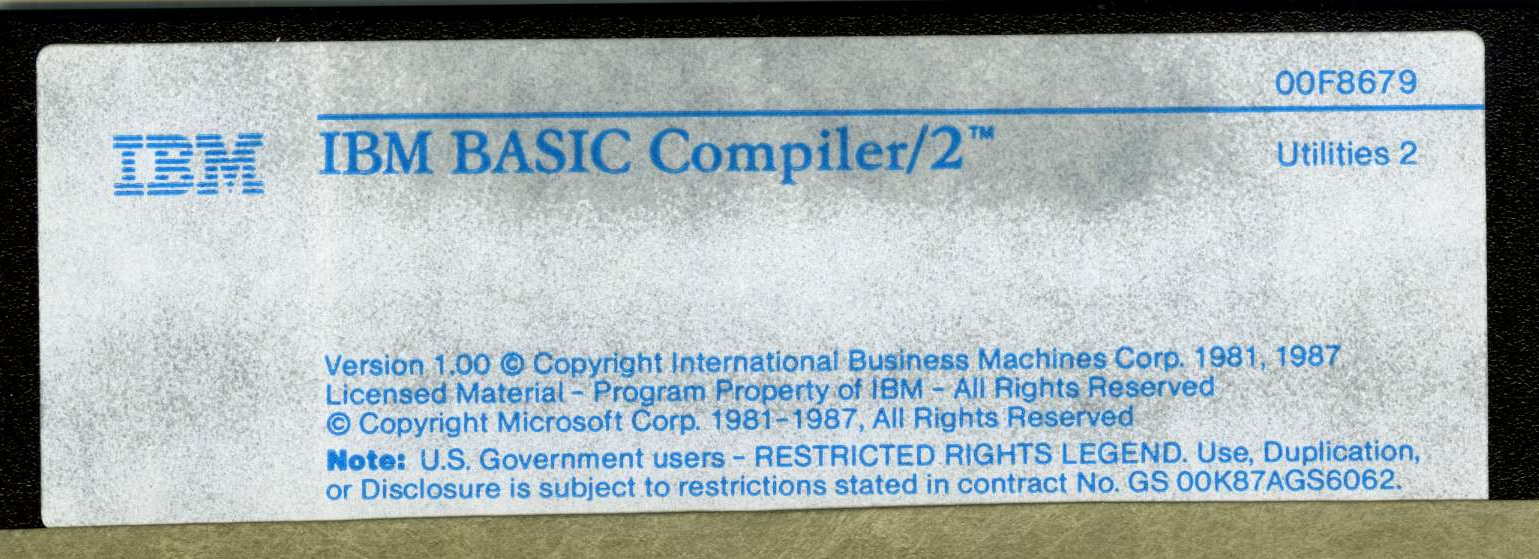 00F8679
IBM
IBM BASIC Compiler/2™
Utilities 2
Version 1.00 © Copyright International Business Machines Corp. 1981, 1987
Licensed Material - Program Property of IBM - All Rights Reserved
© Copyright Microsoft Corp. 1981-1987, All Rights Reserved
Note: U.S. Government users - RESTRICTED RIGHTS LEGEND. Use, Duplication,
or Disclosure is subject to restrictions stated in contract No. GS 00K87AGS6062.